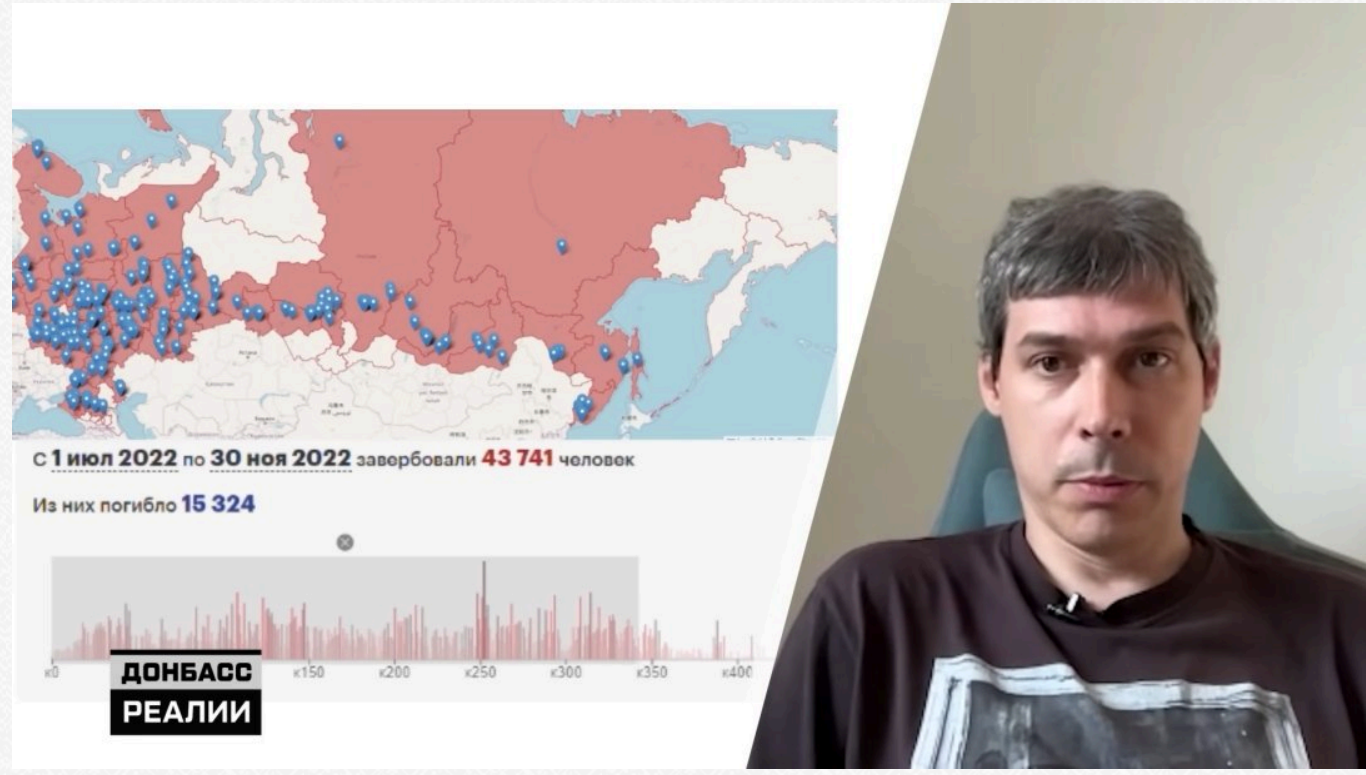 С 1 июл 2022 по 30 ноя 2022 завербовали 43 741 человек
Из них погибло 15 324
к0 к150 к200 к250 к300 к350 к400
ДОНБАСС
РЕАЛИИ